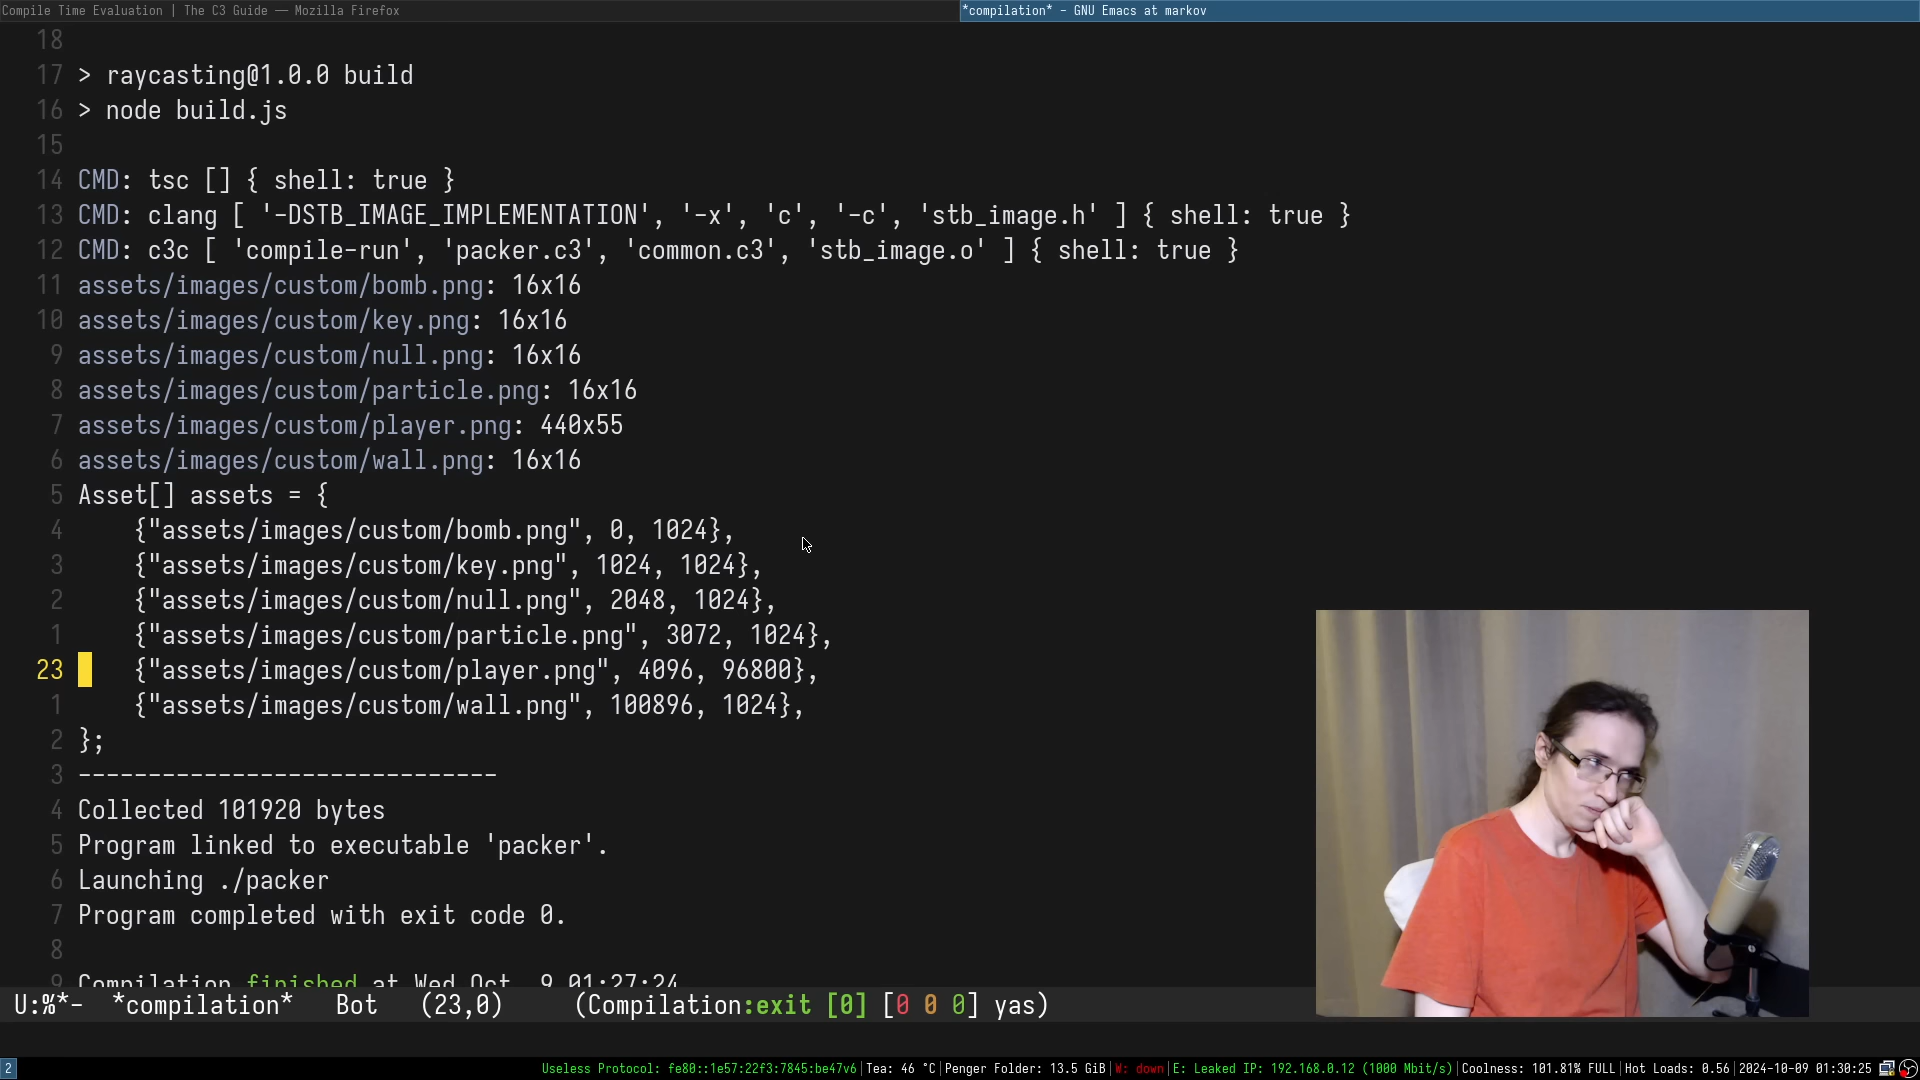 Compile Time Evaluation | The C3 Guide — Mozilla Firefox
*compilation* - GNU Emacs at markov
18
17 > raycasting@1.0.0 build
16 > node build.js
15
14 CMD: tsc [] { shell: true }
13 CMD: clang [ '-DSTB_IMAGE_IMPLEMENTATION', '-x', 'c', '-c', 'stb_image.h' ] { shell: true }
12 CMD: c3c [ 'compile-run', 'packer.c3', 'common.c3', 'stb_image.o' ] { shell: true }
11 assets/images/custom/bomb.png: 16x16
10 assets/images/custom/key.png: 16x16
9 assets/images/custom/null.png: 16x16
8 assets/images/custom/particle.png: 16x16
7 assets/images/custom/player.png: 440x55
6 assets/images/custom/wall.png: 16x16
5 Asset[] assets = {
4     {"assets/images/custom/bomb.png", 0, 1024},
3     {"assets/images/custom/key.png", 1024, 1024},
2     {"assets/images/custom/null.png", 2048, 1024},
1     {"assets/images/custom/particle.png", 3072, 1024},
23     {"assets/images/custom/player.png", 4096, 96800},
1     {"assets/images/custom/wall.png", 100896, 1024},
2 };
3 ------------------------------
4 Collected 101920 bytes
5 Program linked to executable 'packer'.
6 Launching ./packer
7 Program completed with exit code 0.
8
9 Compilation finished at Wed Oct  9 01:27:24
U:%*-  *compilation*   Bot   (23,0)     (Compilation:exit [0] [0 0 0] yas)
2
Useless Protocol: fe80::1e57:22f3:7845:be47v6|Tea: 46 °C|Penger Folder: 13.5 GiB|W: down|E: Leaked IP: 192.168.0.12 (1000 Mbit/s)|Coolness: 101.81% FULL|Hot Loads: 0.56|2024-10-09 01:30:25